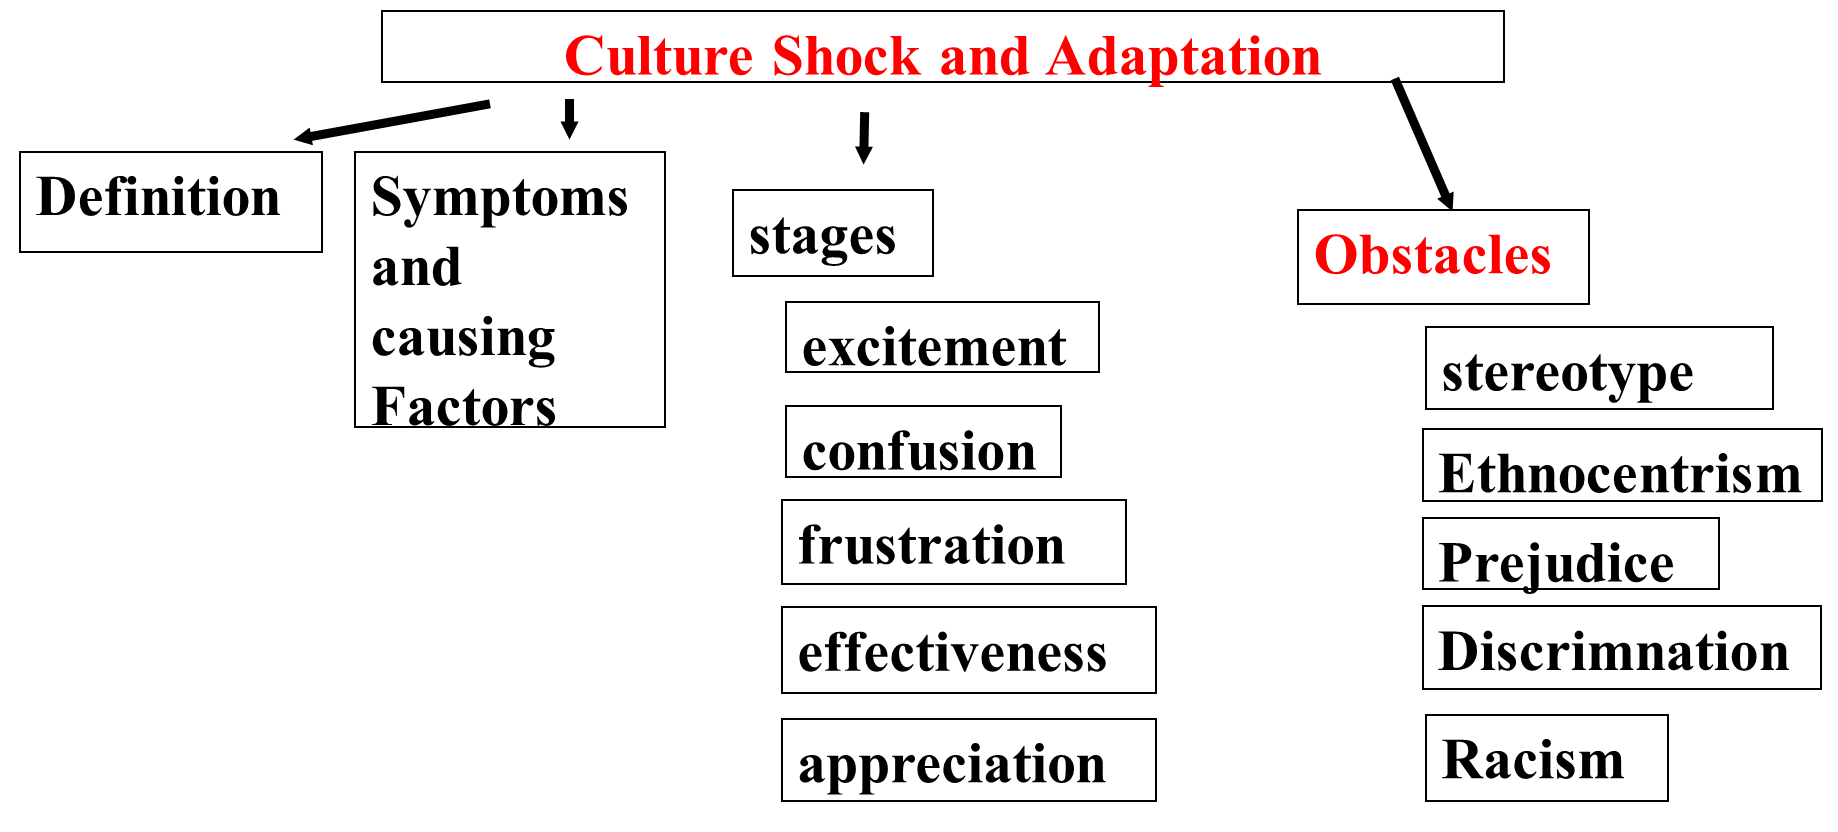 Culture Shock and Adaptation
Definition
Symptoms
and
causing
Factors
stages
excitement
confusion
frustration
effectiveness
appreciation
Obstacles
stereotype
Ethnocentrism
Prejudice
Discrimnation
Racism